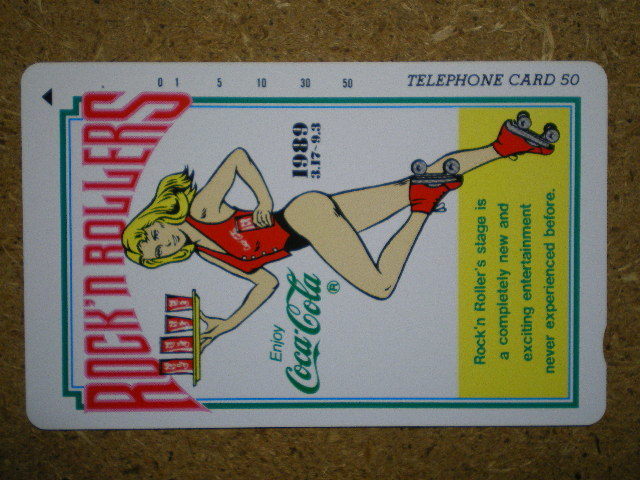 0 1 5 10 30 50
TELEPHONE CARD 50
ROCK'N ROLLERS
1989
3.17~9.3
Enjoy
Coca-Cola ®
Rock'n Roller's stage is
a completely new and
exciting entertainment
never experienced before.